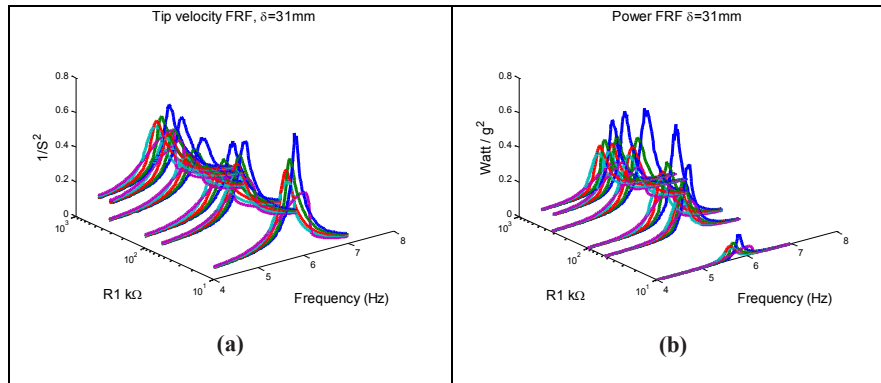 Tip velocity FRF, δ=31mm
0.8
0.6
0.4
0.2
0
1/S²
10³
10²
10¹
R1 kΩ
4
5
6
7
8
Frequency (Hz)
(a)
Power FRF δ=31mm
0.8
0.6
0.4
0.2
0
Watt / g²
10³
10²
10¹
R1 kΩ
4
5
6
7
8
Frequency (Hz)
(b)